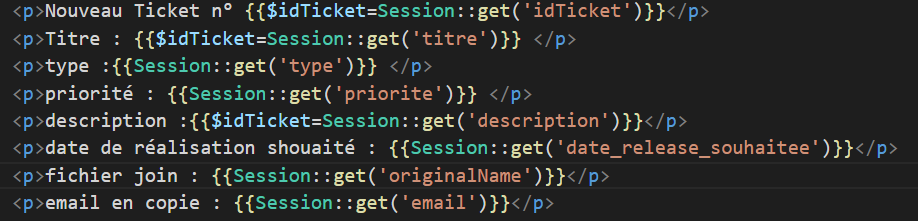 <p>Nouveau Ticket n° {{$idTicket=Session::get('idTicket')}}</p>
<p>Titre : {{$idTicket=Session::get('titre')}} </p>
<p>type :{{Session::get('type')}} </p>
<p>priorité : {{Session::get('priorite')}} </p>
<p>description :{{$idTicket=Session::get('description')}}</p>
<p>date de réalisation shouaité : {{Session::get('date_release_souhaitee')}}</p>
<p>fichier join : {{Session::get('originalName')}}</p>
<p>email en copie : {{Session::get('email')}}</p>